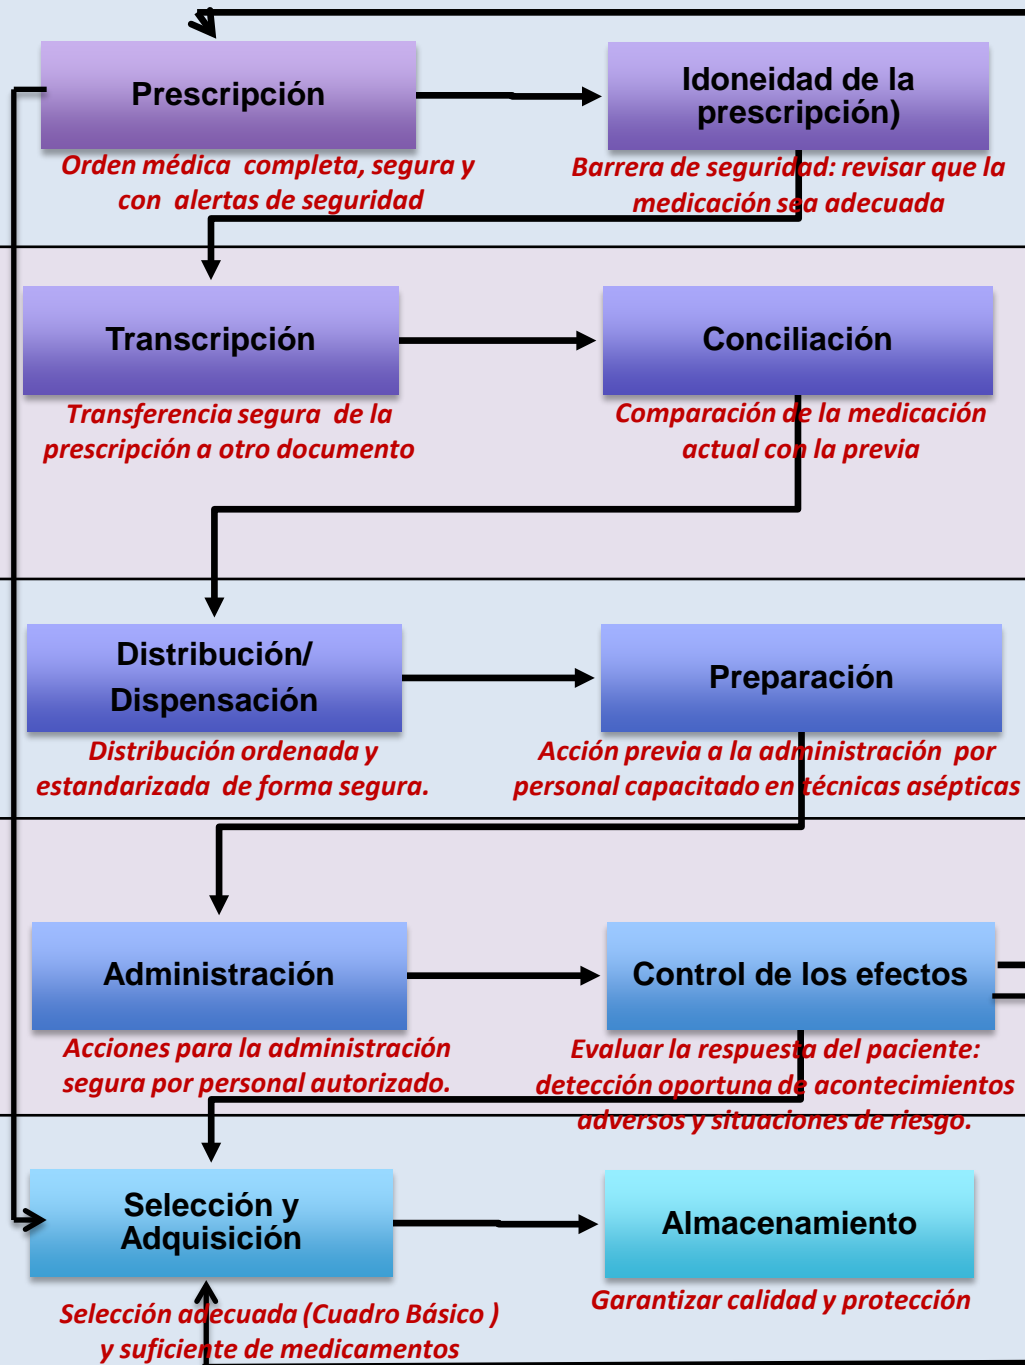 Prescripción
Idoneidad de la
prescripción)
Orden médica completa, segura y
con alertas de seguridad
Barrera de seguridad: revisar que la
medicación sea adecuada
Transcripción
Conciliación
Transferencia segura de la
prescripción a otro documento
Comparación de la medicación
actual con la previa
Distribución/
Dispensación
Preparación
Distribución ordenada y
estandarizada de forma segura.
Acción previa a la administración por
personal capacitado en técnicas asépticas
Administración
Control de los efectos
Acciones para la administración
segura por personal autorizado.
Evaluar la respuesta del paciente:
detección oportuna de acontecimientos
adversos y situaciones de riesgo.
Selección y
Adquisición
Almacenamiento
Selección adecuada (Cuadro Básico )
y suficiente de medicamentos
Garantizar calidad y protección